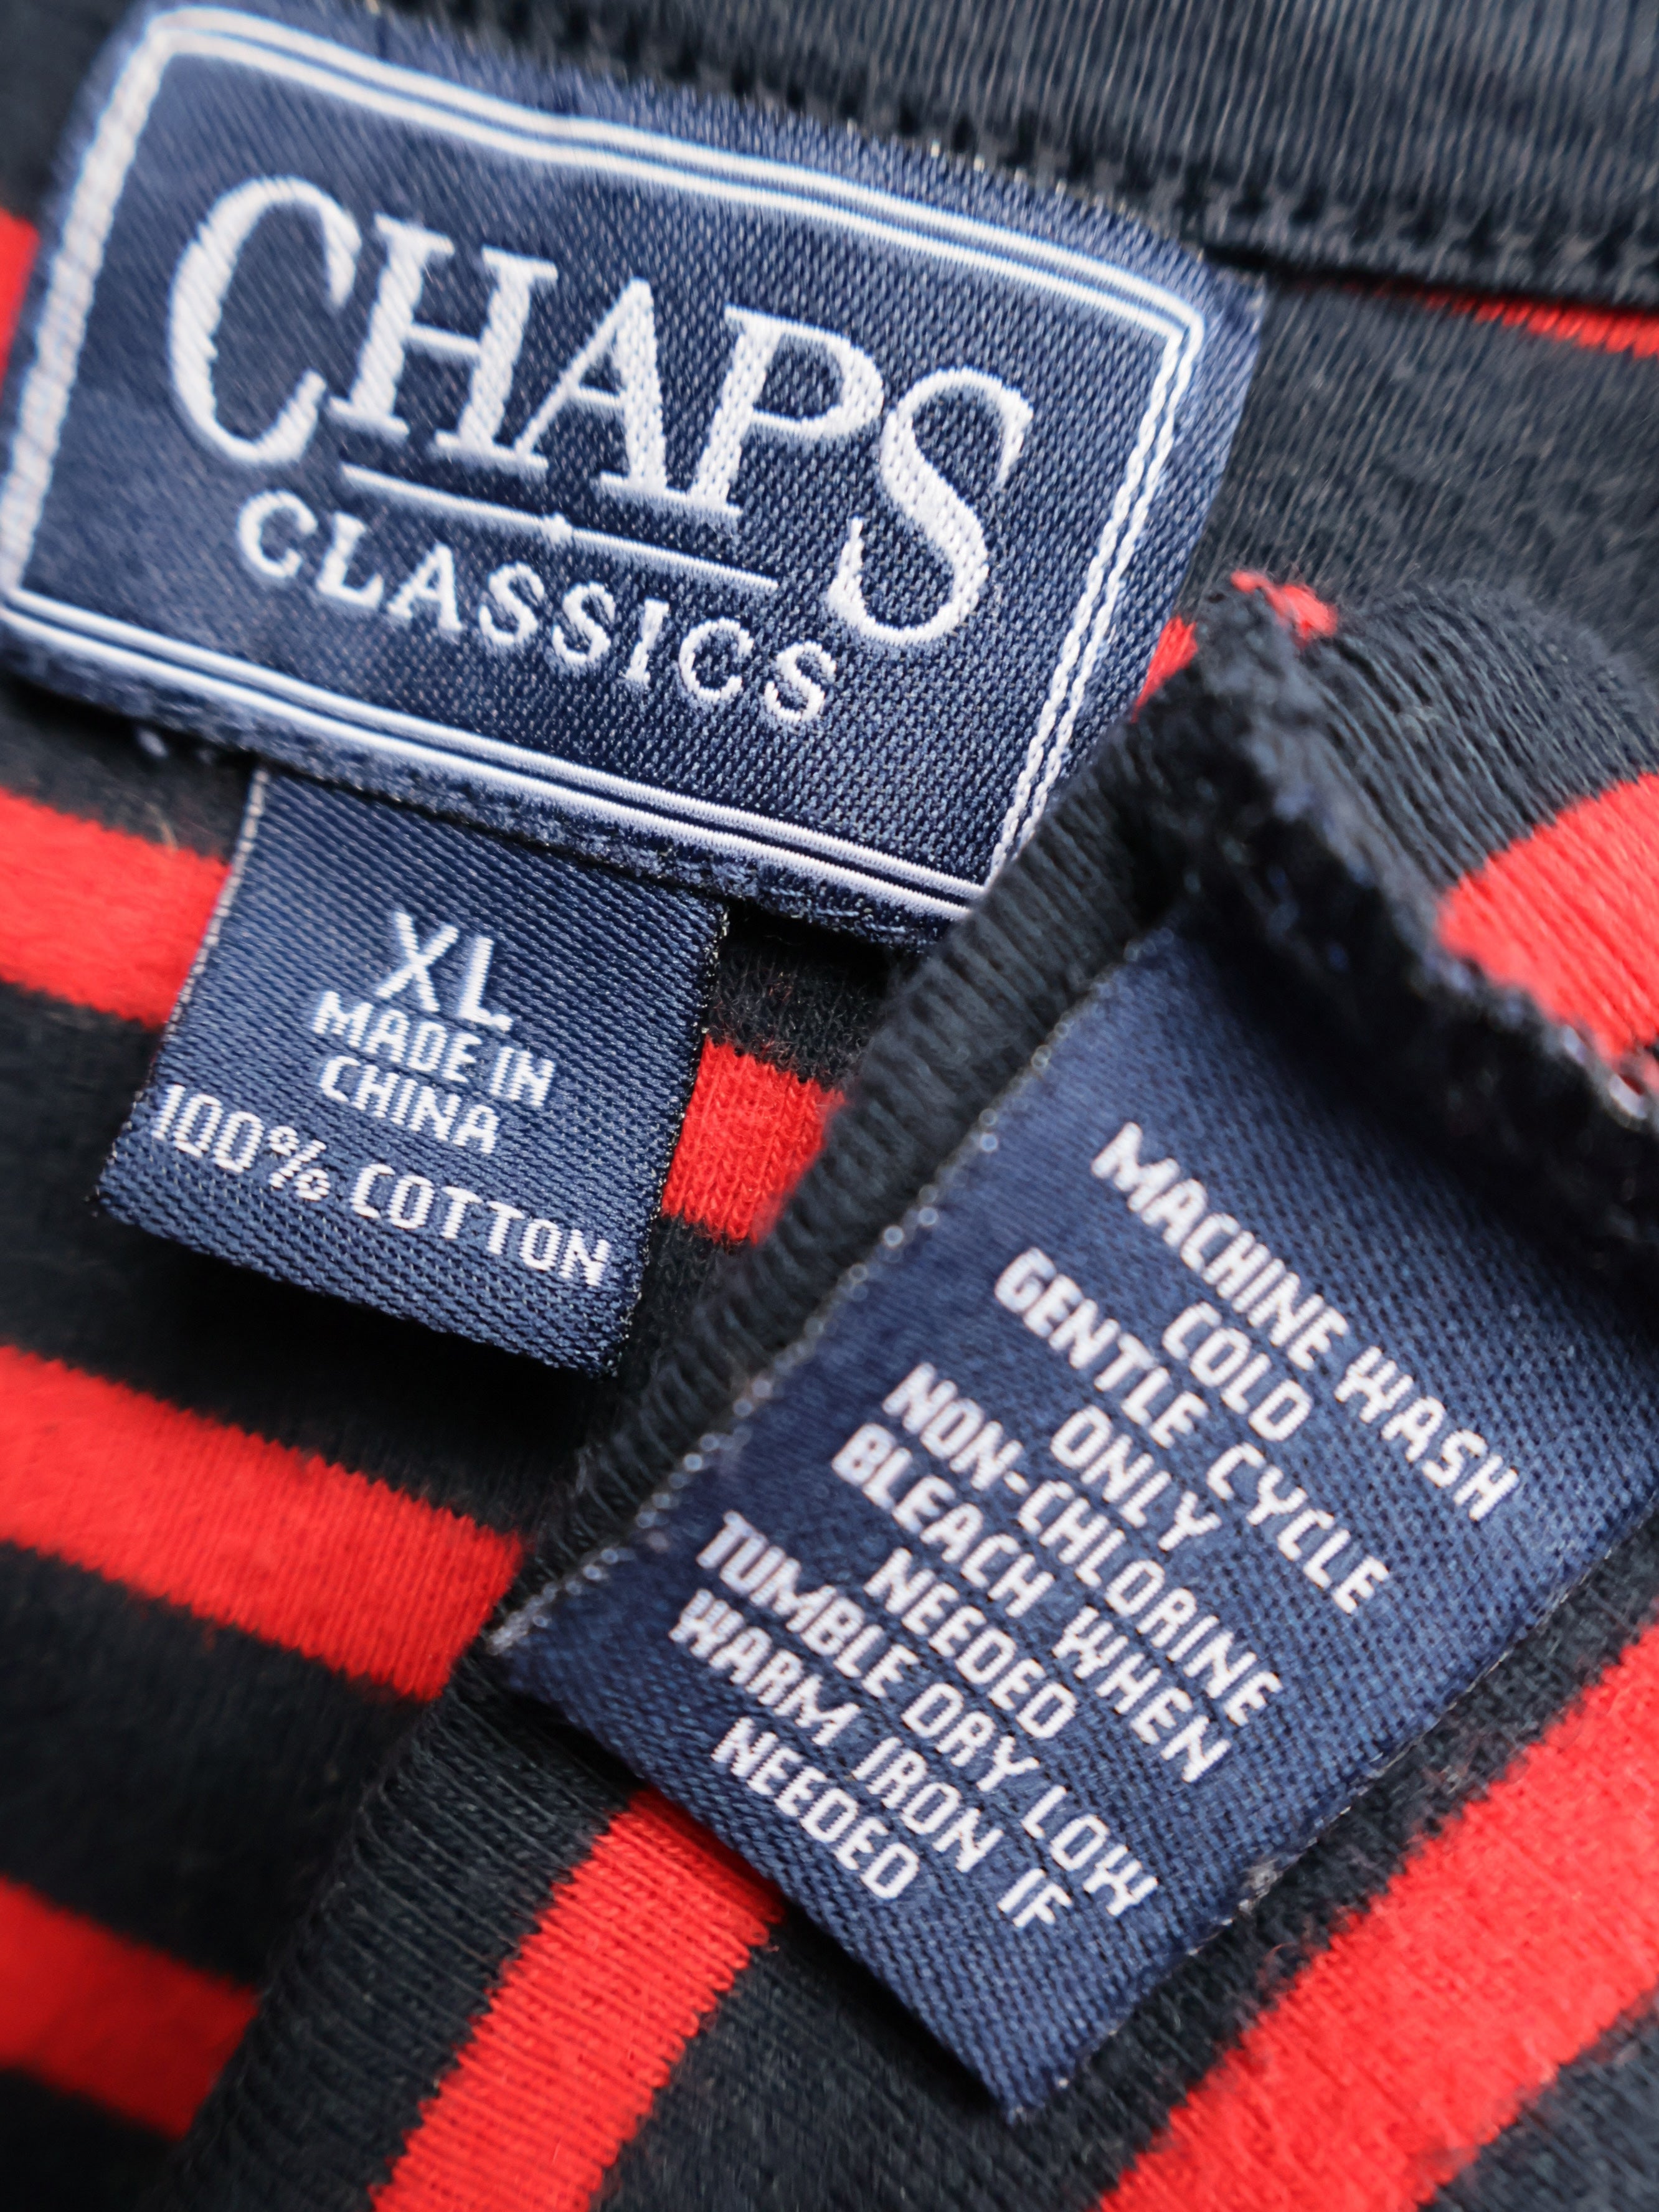 CHAPS
CLASSICS
XL
MADE IN
CHINA
100% COTTON
MACHINE WASH
COLD
GENTLE CYCLE
ONLY
NON-CHLORINE
BLEACH WHEN
NEEDED
TUMBLE DRY LOW
WARM IRON IF
NEEDED